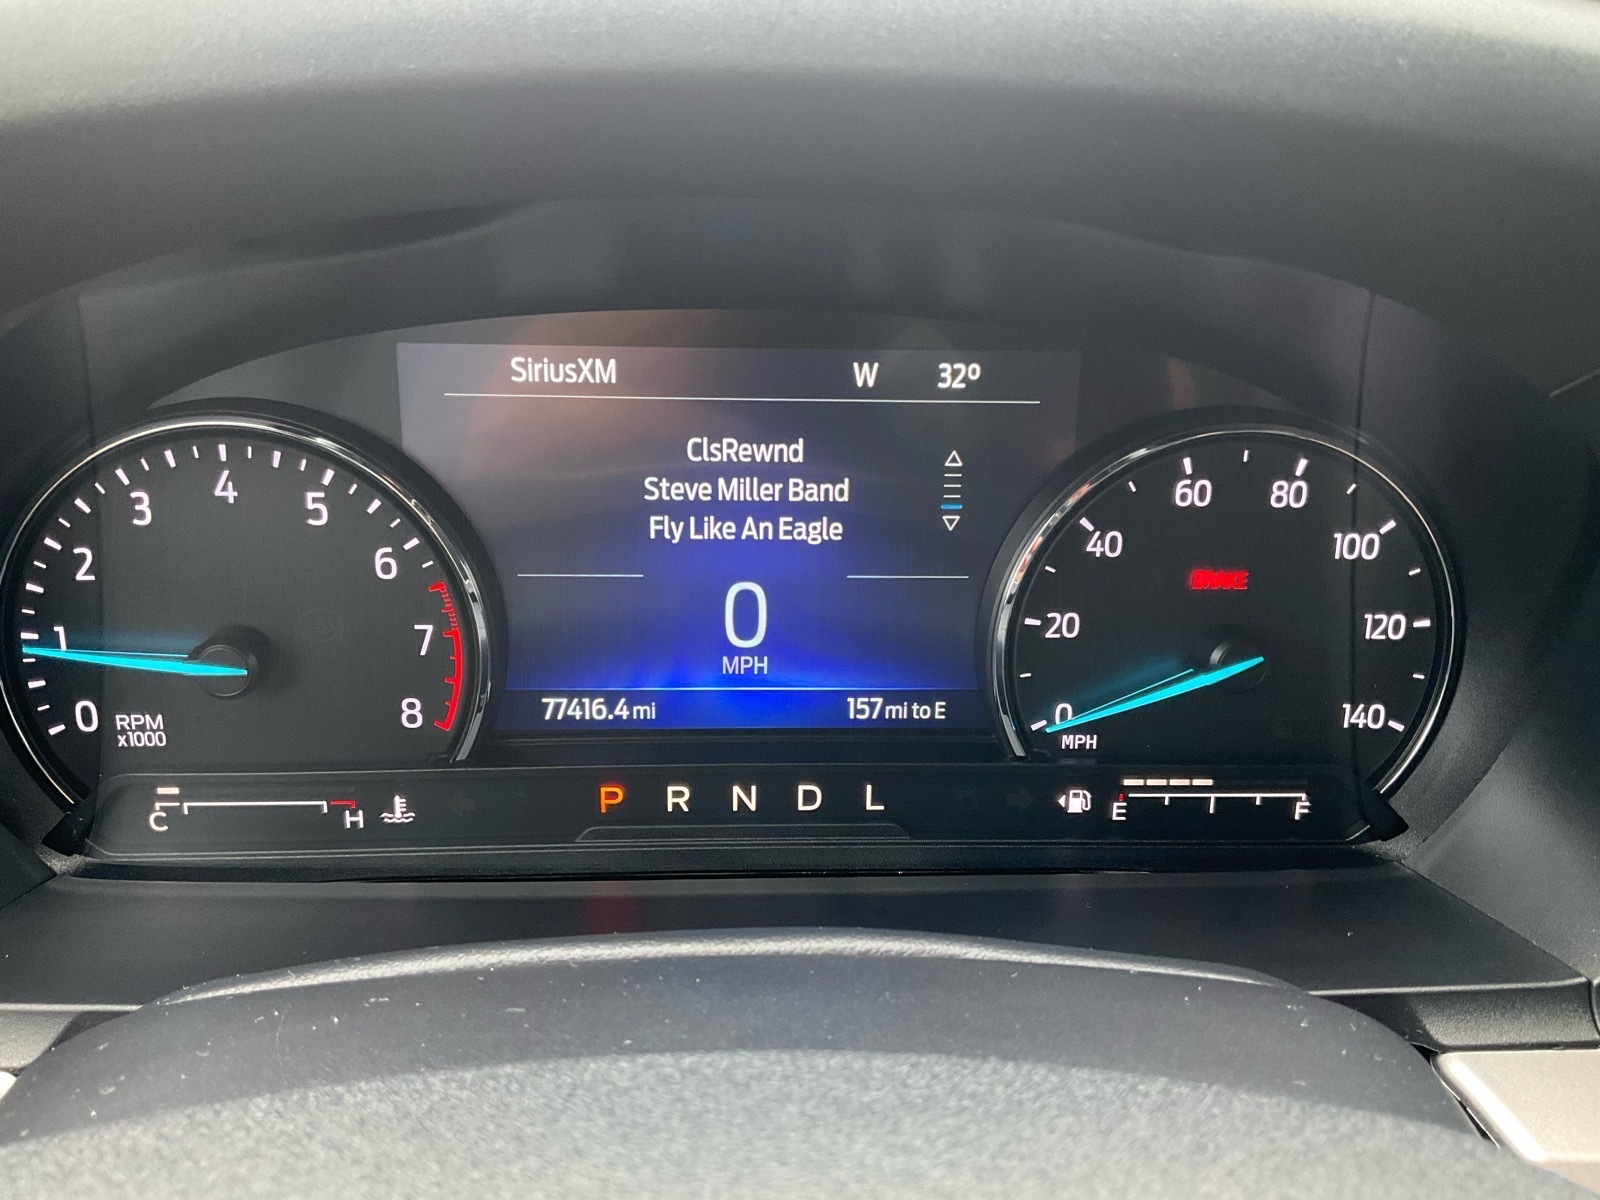 SiriusXM W 32º
ClsRewnd
Steve Miller Band
Fly Like An Eagle
0
MPH
77416.4 mi 157 mi to E
0 1 2 3 4 5 6 7 8
RPM
x1000
0 20 40 60 80 100 120 140
MPH
BRAKE
C H
P R N D L
E F